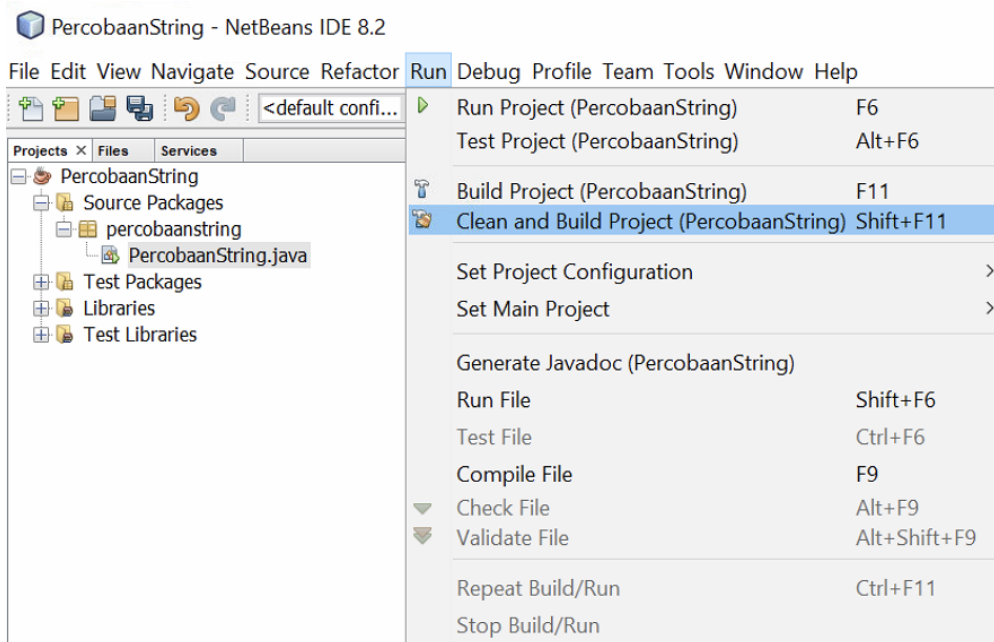 PercobaanString - NetBeans IDE 8.2
File Edit View Navigate Source Refactor Run Debug Profile Team Tools Window Help
<default confi...
Projects × Files Services
PercobaanString
Source Packages
percobaanstring
PercobaanString.java
Test Packages
Libraries
Test Libraries
Run Project (PercobaanString) F6
Test Project (PercobaanString) Alt+F6
Build Project (PercobaanString) F11
Clean and Build Project (PercobaanString) Shift+F11
Set Project Configuration
Set Main Project
Generate Javadoc (PercobaanString)
Run File Shift+F6
Test File Ctrl+F6
Compile File F9
Check File Alt+F9
Validate File Alt+Shift+F9
Repeat Build/Run Ctrl+F11
Stop Build/Run